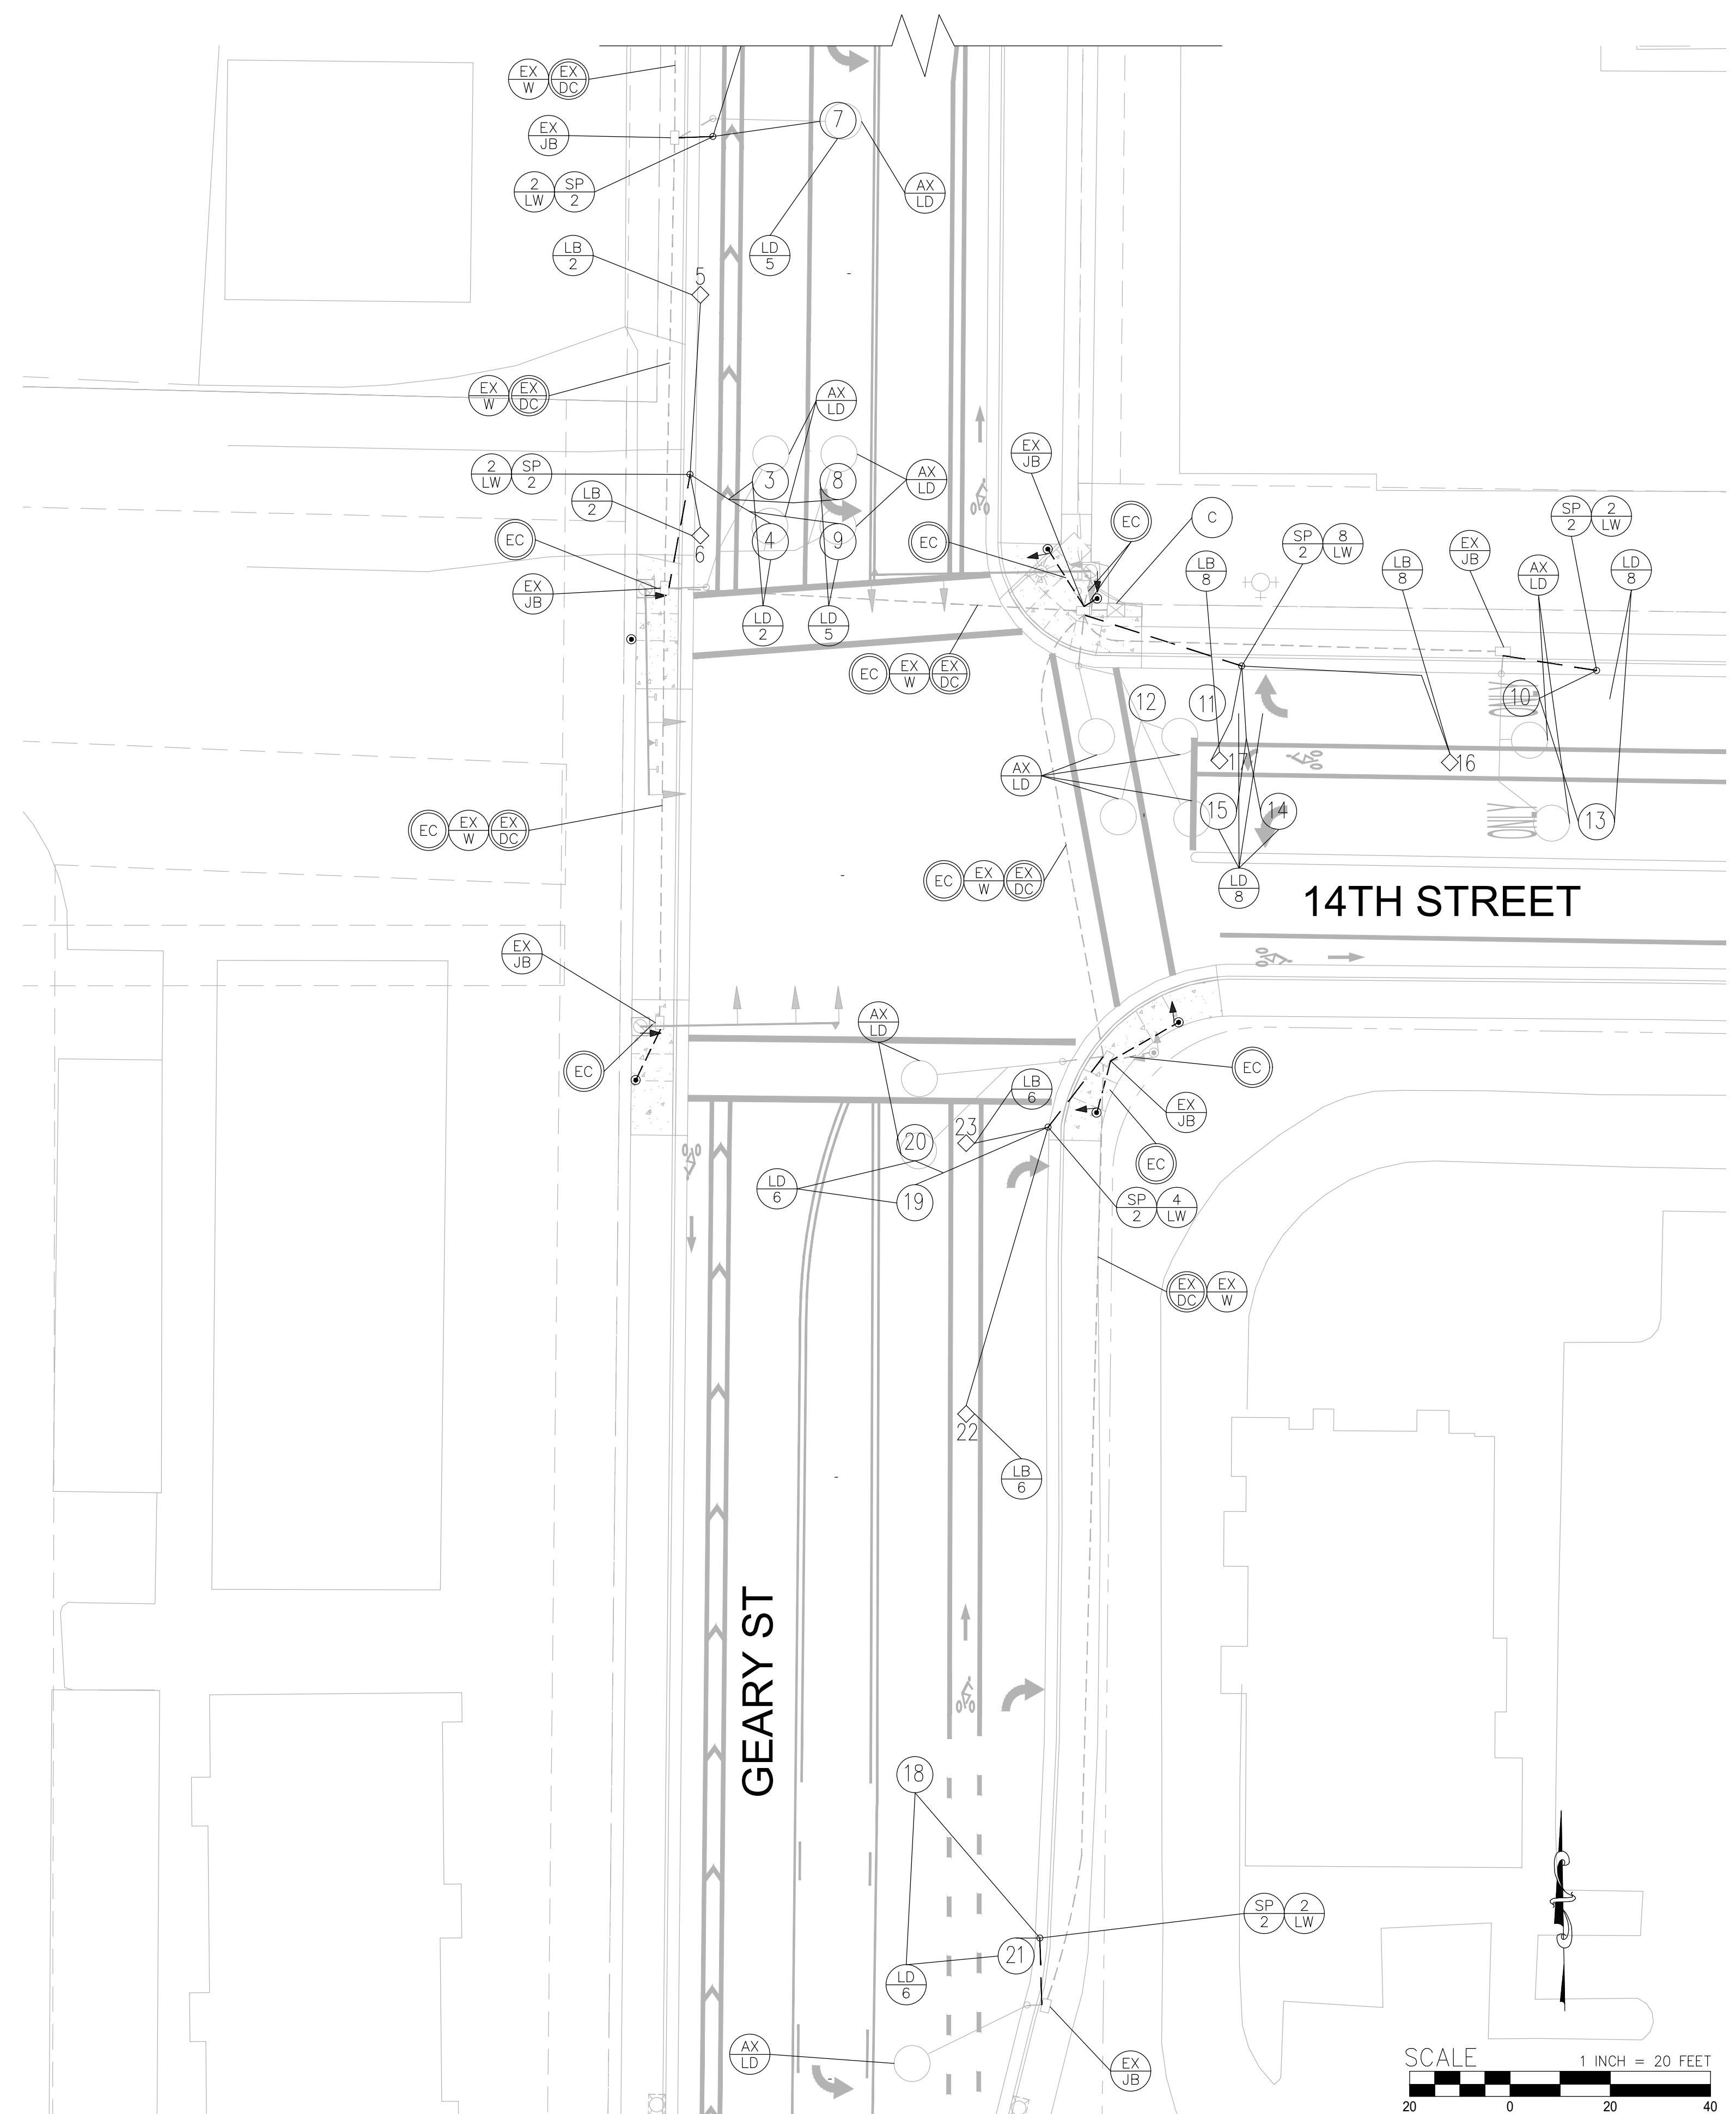 EX W EX DC
7
EX JB
2 LW SP 2
AX LD
LB 2
LD 5
5
EX W EX DC
AX LD
EX JB
2 LW SP 2
3
8
AX LD
LB 2
EC
4
9
6
EC
EC
C
SP 2 8 LW
SP 2 2 LW
EX JB
LB 8
LB 8
AX LD
LD 8
EX JB
LD 2
LD 5
EC EX W EX DC
12
11
10
ONLY
17
16
AX LD
15
14
ONLY
13
EC EX W EX DC
EC EX W EX DC
LD 8
14TH STREET
EX JB
AX LD
EC
EC
LB 6
EX JB
23
20
EC
LD 6
19
SP 2 4 LW
EX DC EX W
22
LB 6
GEARY ST
18
SP 2 2 LW
21
LD 6
AX LD
EX JB
SCALE 1 INCH = 20 FEET
20 0 20 40